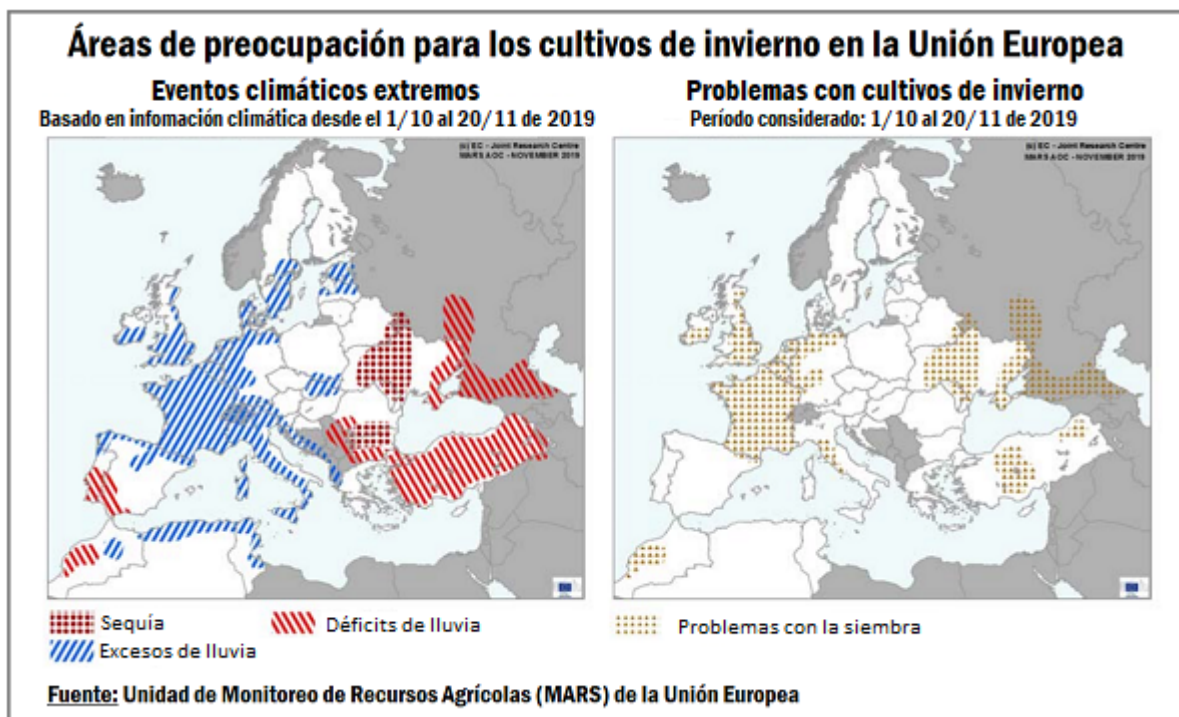 Áreas de preocupación para los cultivos de invierno en la Unión Europea
Eventos climáticos extremos
Basado en infomación climática desde el 1/10 al 20/11 de 2019
Problemas con cultivos de invierno
Período considerado: 1/10 al 20/11 de 2019
(c) EC - Joint Research Centre
MARS AOC - NOVEMBER 2019
(c) EC - Joint Research Centre
MARS AOC - NOVEMBER 2019
Sequía
Déficits de lluvia
Excesos de lluvia
Problemas con la siembra
Fuente: Unidad de Monitoreo de Recursos Agrícolas (MARS) de la Unión Europea